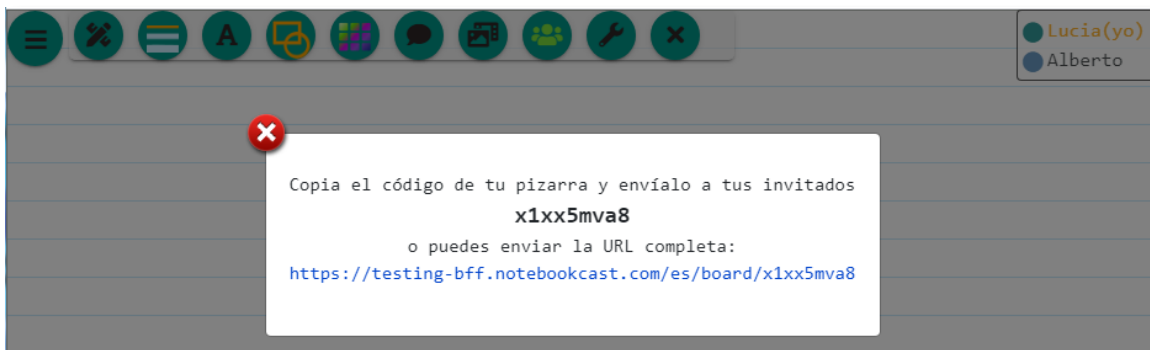 A
Lucia(yo)
Alberto
Copia el código de tu pizarra y envíalo a tus invitados
x1xx5mva8
o puedes enviar la URL completa:
https://testing-bff.notebookcast.com/es/board/x1xx5mva8